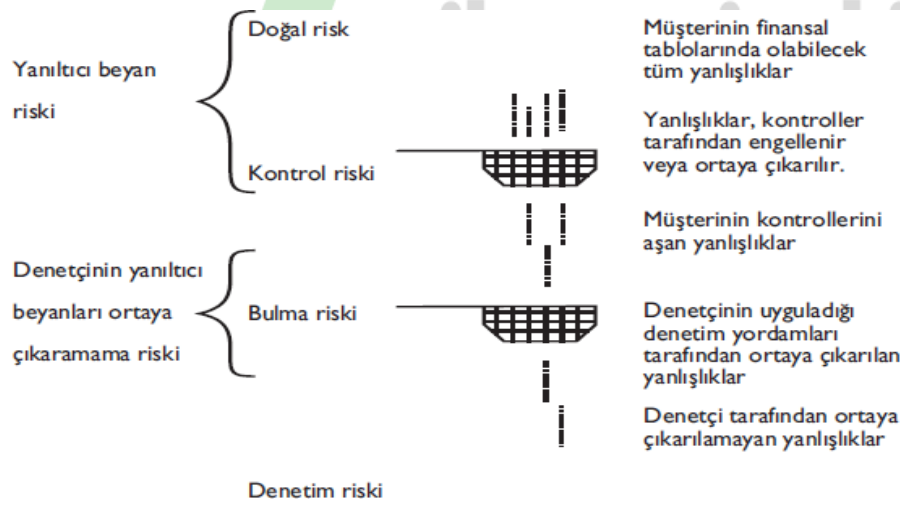 Doğal risk
Müşterinin finansal
tablolarında olabilecek
tüm yanlışlıklar
Yanıltıcı beyan
riski
Yanlışlıklar, kontroller
tarafından engellenir
veya ortaya çıkarılır.
Kontrol riski
Müşterinin kontrollerini
aşan yanlışlıklar
Denetçinin yanıltıcı
beyanları ortaya
çıkaramama riski
Bulma riski
Denetçinin uyguladığı
denetim yordamları
tarafından ortaya çıkarılan
yanlışlıklar
Denetçi tarafından ortaya
çıkarılamayan yanlışlıklar
Denetim riski